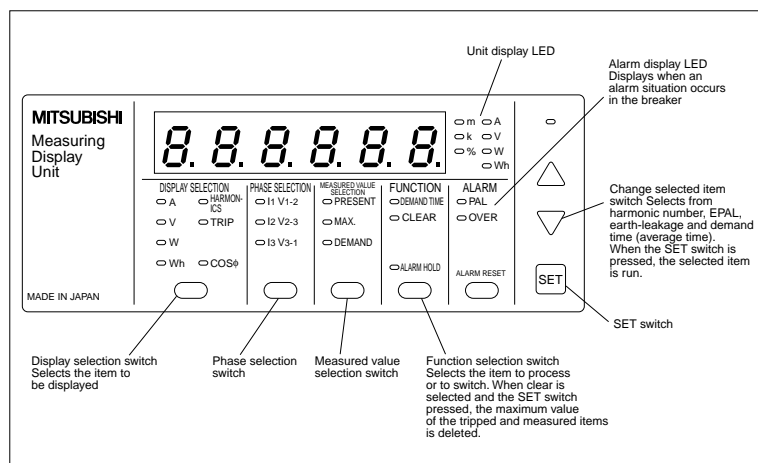 Unit display LED
Alarm display LED
Displays when an
alarm situation occurs
in the breaker
MITSUBISHI
Measuring
Display
Unit
8.8.8.8.8.8.
m A
k V
% W
Wh
DISPLAY SELECTION
A HARMON-
ICS
V TRIP
W
Wh COSϕ
PHASE SELECTION
I1 V1-2
I2 V2-3
I3 V3-1
MEASURED VALUE
SELECTION
PRESENT
MAX.
DEMAND
FUNCTION
DEMAND TIME
CLEAR
ALARM HOLD
ALARM
PAL
OVER
ALARM RESET
SET
MADE IN JAPAN
Change selected item
switch Selects from
harmonic number, EPAL,
earth-leakage and demand
time (average time).
When the SET switch is
pressed, the selected item
is run.
SET switch
Display selection switch
Selects the item to
be displayed
Phase selection
switch
Measured value
selection switch
Function selection switch
Selects the item to process
or to switch. When clear is
selected and the SET switch
pressed, the maximum value
of the tripped and measured items
is deleted.